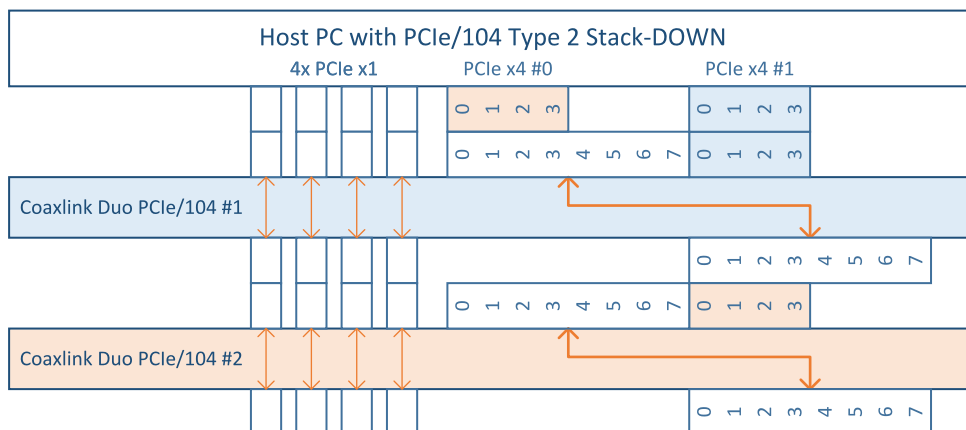 Host PC with PCIe/104 Type 2 Stack-DOWN
4x PCIe x1 PCIe x4 #0 PCIe x4 #1
0 1 2 3 0 1 2 3
0 1 2 3 4 5 6 7 0 1 2 3
Coaxlink Duo PCIe/104 #1
0 1 2 3 4 5 6 7
0 1 2 3 4 5 6 7 0 1 2 3
Coaxlink Duo PCIe/104 #2
0 1 2 3 4 5 6 7